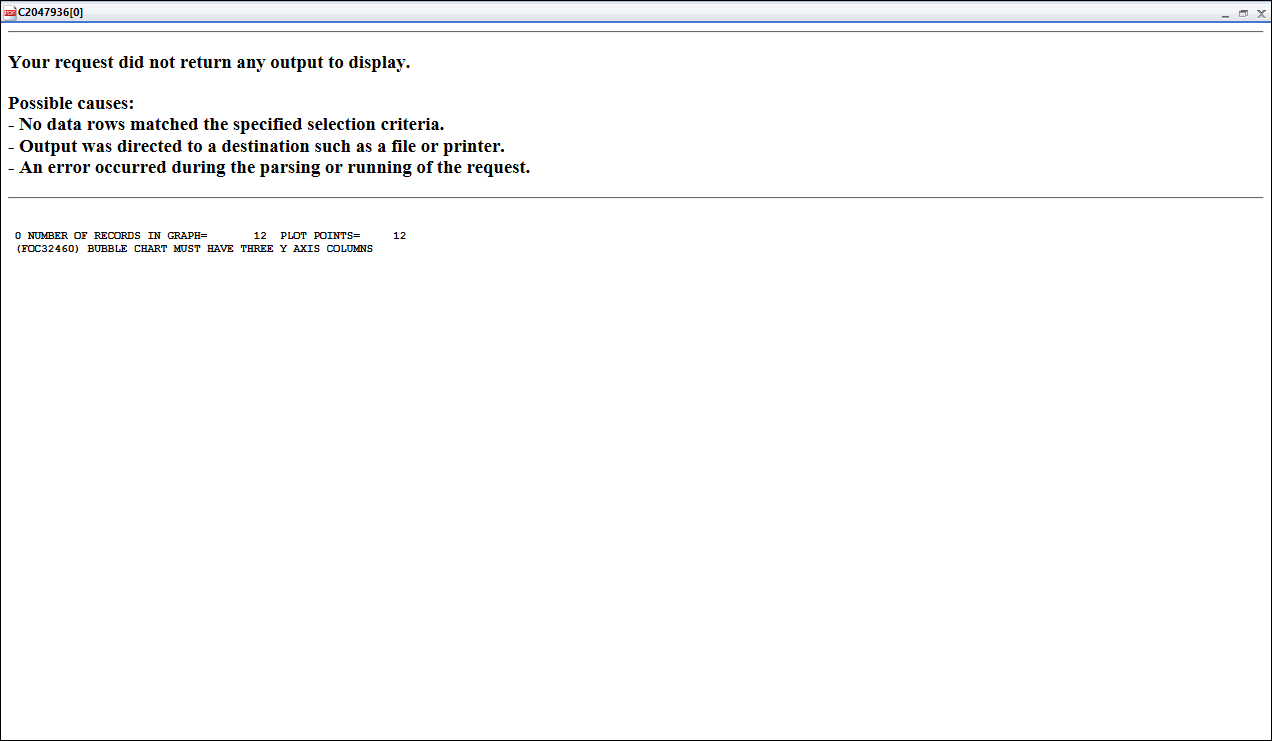 C2047936[0]
Your request did not return any output to display.
Possible causes:
- No data rows matched the specified selection criteria.
- Output was directed to a destination such as a file or printer.
- An error occurred during the parsing or running of the request.
0 NUMBER OF RECORDS IN GRAPH= 12 PLOT POINTS= 12
(FOC32460) BUBBLE CHART MUST HAVE THREE Y AXIS COLUMNS